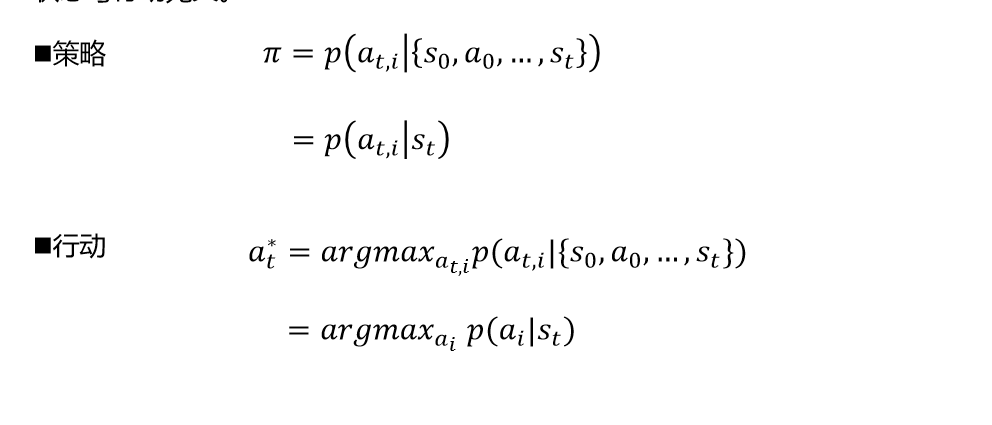 ■策略 π = p(a_{t,i}|{s_0, a_0, …, s_t})
= p(a_{t,i}|s_t)
■行动 a_t^* = argmax_{a_{t,i}} p(a_{t,i}|{s_0, a_0, …, s_t})
= argmax_{a_i} p(a_i|s_t)